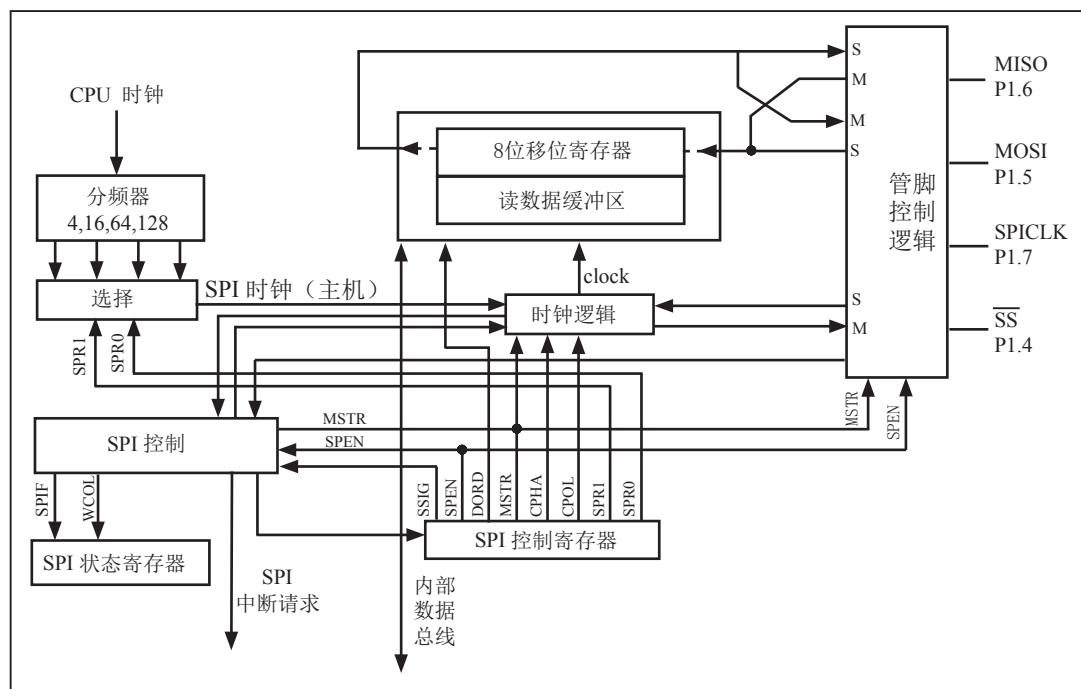 CPU 时钟
分频器
4,16,64,128
选择
SPI 时钟（主机）
SPR1
SPR0
8位移位寄存器
读数据缓冲区
clock
时钟逻辑
S
M
M
S
S
M
管脚
控制
逻辑
MISO
P1.6
MOSI
P1.5
SPICLK
P1.7
SS
P1.4
MSTR
SPEN
SPI 控制
MSTR
SPEN
SPIF
WCOL
SPI 状态寄存器
SPI
中断请求
SSIG
SPEN
DORD
MSTR
CPHA
CPOL
SPR1
SPR0
SPI 控制寄存器
内部
数据
总线